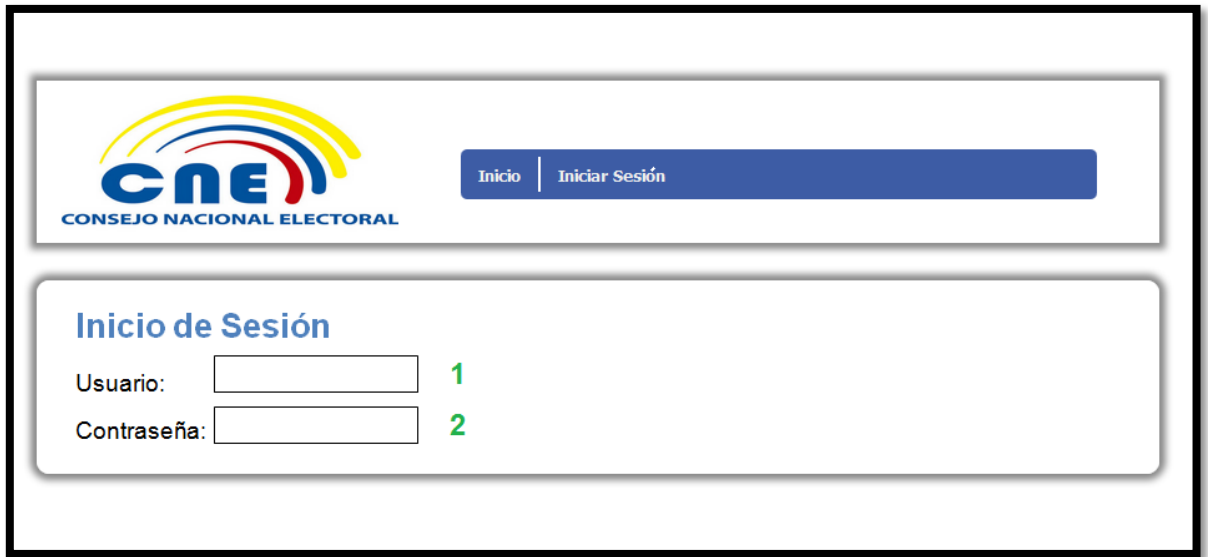 CNE
CONSEJO NACIONAL ELECTORAL
Inicio Iniciar Sesión
Inicio de Sesión
Usuario: 1
Contraseña: 2